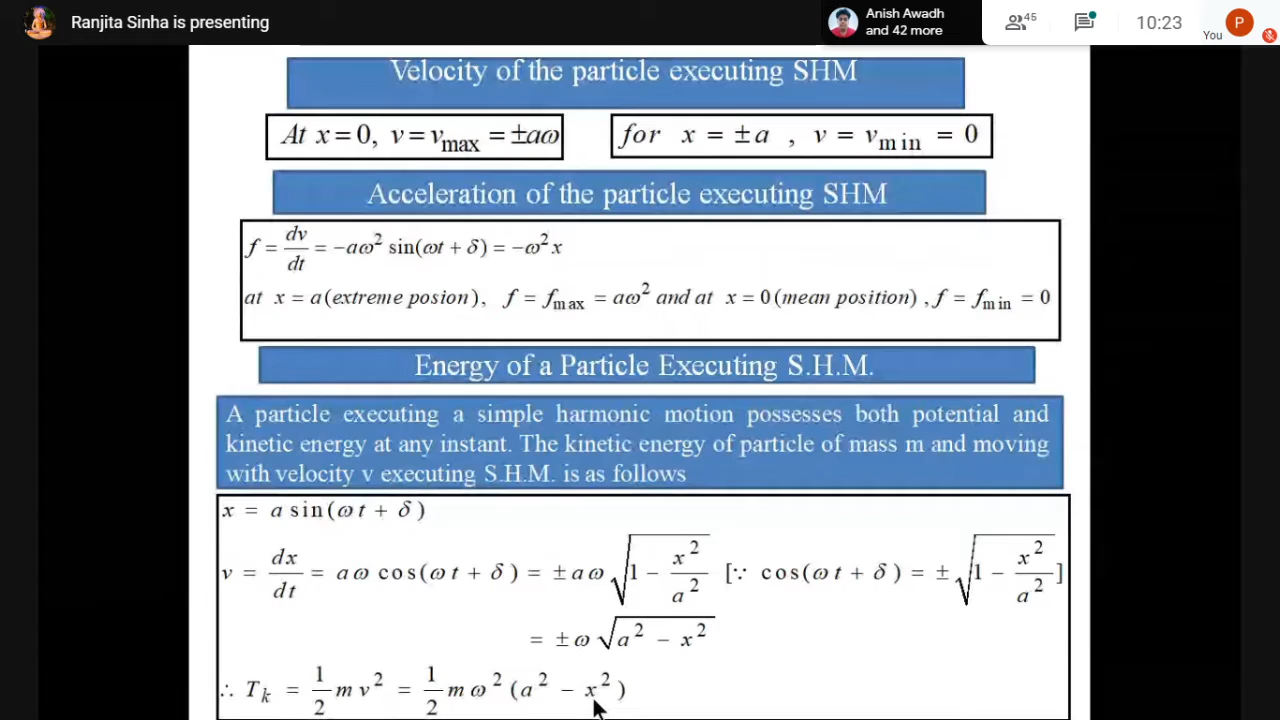 Ranjita Sinha is presenting
Anish Awadh
and 42 more
45
10:23
You
P
Velocity of the particle executing SHM
At x = 0, v = v_max = ±aω
for x = ±a , v = v_min = 0
Acceleration of the particle executing SHM
f = dv/dt = −aω² sin(ωt + δ) = −ω² x
at x = a (extreme posion), f = f_max = aω² and at x = 0 (mean position) , f = f_min = 0
Energy of a Particle Executing S.H.M.
A particle executing a simple harmonic motion possesses both potential and
kinetic energy at any instant. The kinetic energy of particle of mass m and moving
with velocity v executing S.H.M. is as follows
x = a sin(ωt + δ)
v = dx/dt = aω cos(ωt + δ) = ±aω √(1 − x²/a²) [∵ cos(ωt + δ) = ± √(1 − x²/a²)]
= ±ω √(a² − x²)
∴ T_k = 1/2 m v² = 1/2 m ω² (a² − x²)